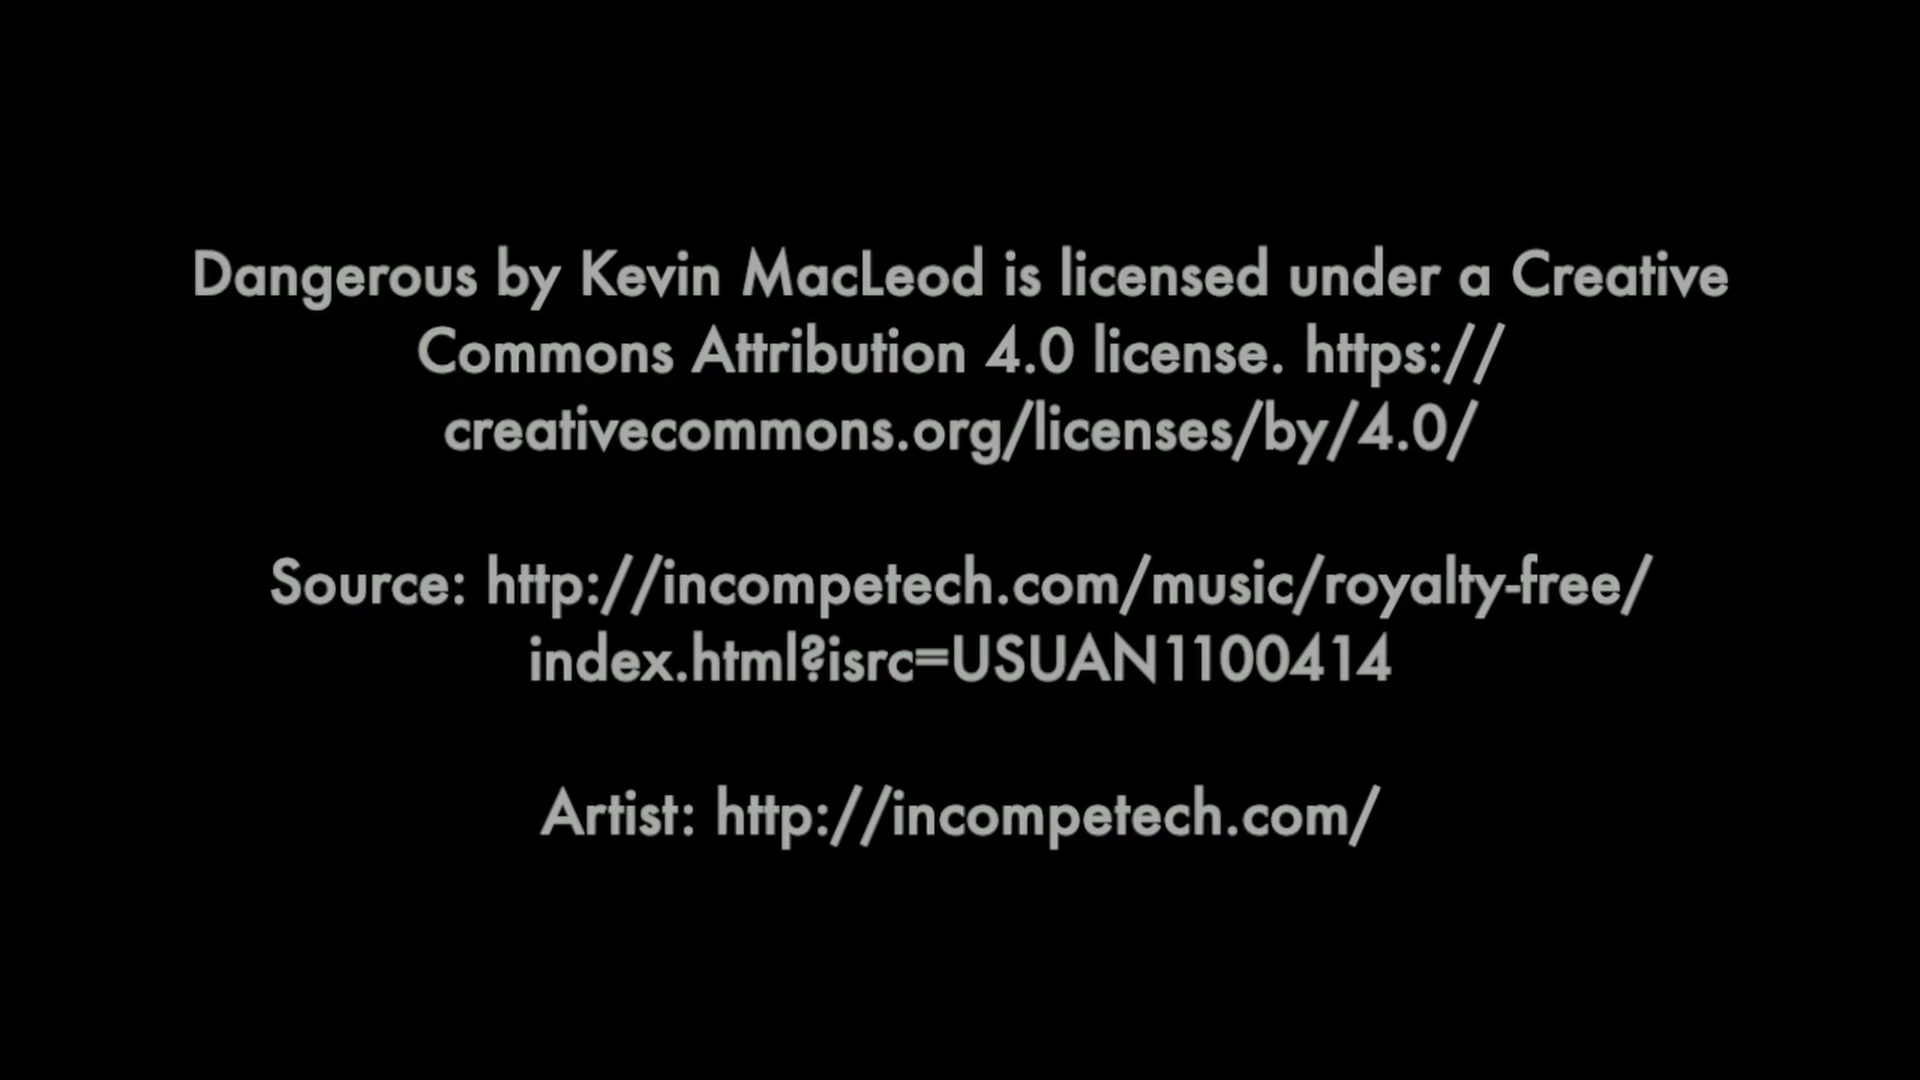 Dangerous by Kevin MacLeod is licensed under a Creative
Commons Attribution 4.0 license. https://
creativecommons.org/licenses/by/4.0/
Source: http://incompetech.com/music/royalty-free/
index.html?isrc=USUAN1100414
Artist: http://incompetech.com/